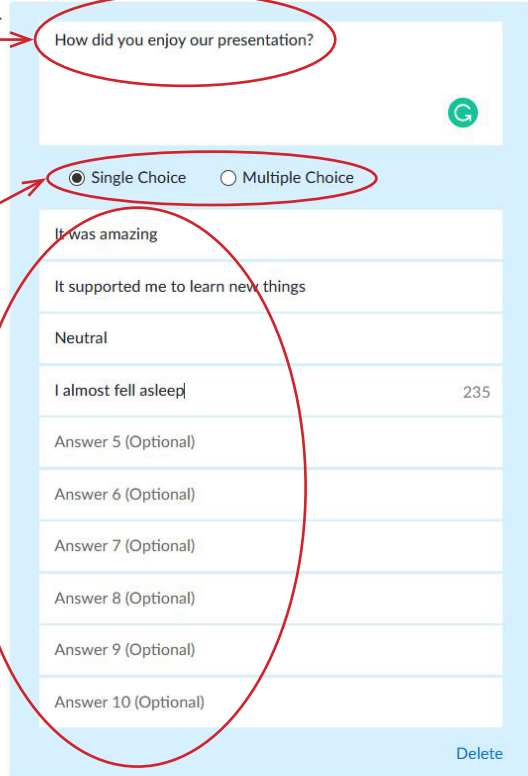 How did you enjoy our presentation?
Single Choice Multiple Choice
It was amazing
It supported me to learn new things
Neutral
I almost fell asleep 235
Answer 5 (Optional)
Answer 6 (Optional)
Answer 7 (Optional)
Answer 8 (Optional)
Answer 9 (Optional)
Answer 10 (Optional)
Delete